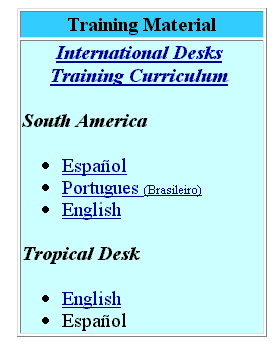 Training Material
International Desks
Training Curriculum
South America
Español
Portugues (Brasileiro)
English
Tropical Desk
English
Español